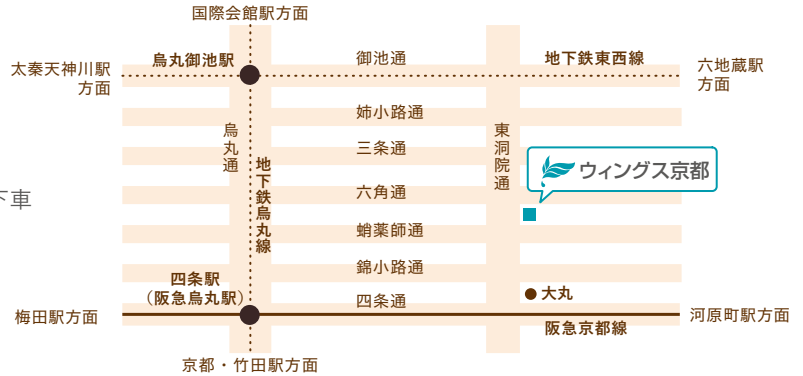 国際会館駅方面
太秦天神川駅
方面
烏丸御池駅
御池通
地下鉄東西線
六地蔵駅
方面
姉小路通
烏丸通
三条通
東洞院通
ウィングス京都
地下鉄烏丸線
六角通
下車
蛸薬師通
錦小路通
四条駅
（阪急烏丸駅）
四条通
大丸
梅田駅方面
河原町駅方面
阪急京都線
京都・竹田駅方面